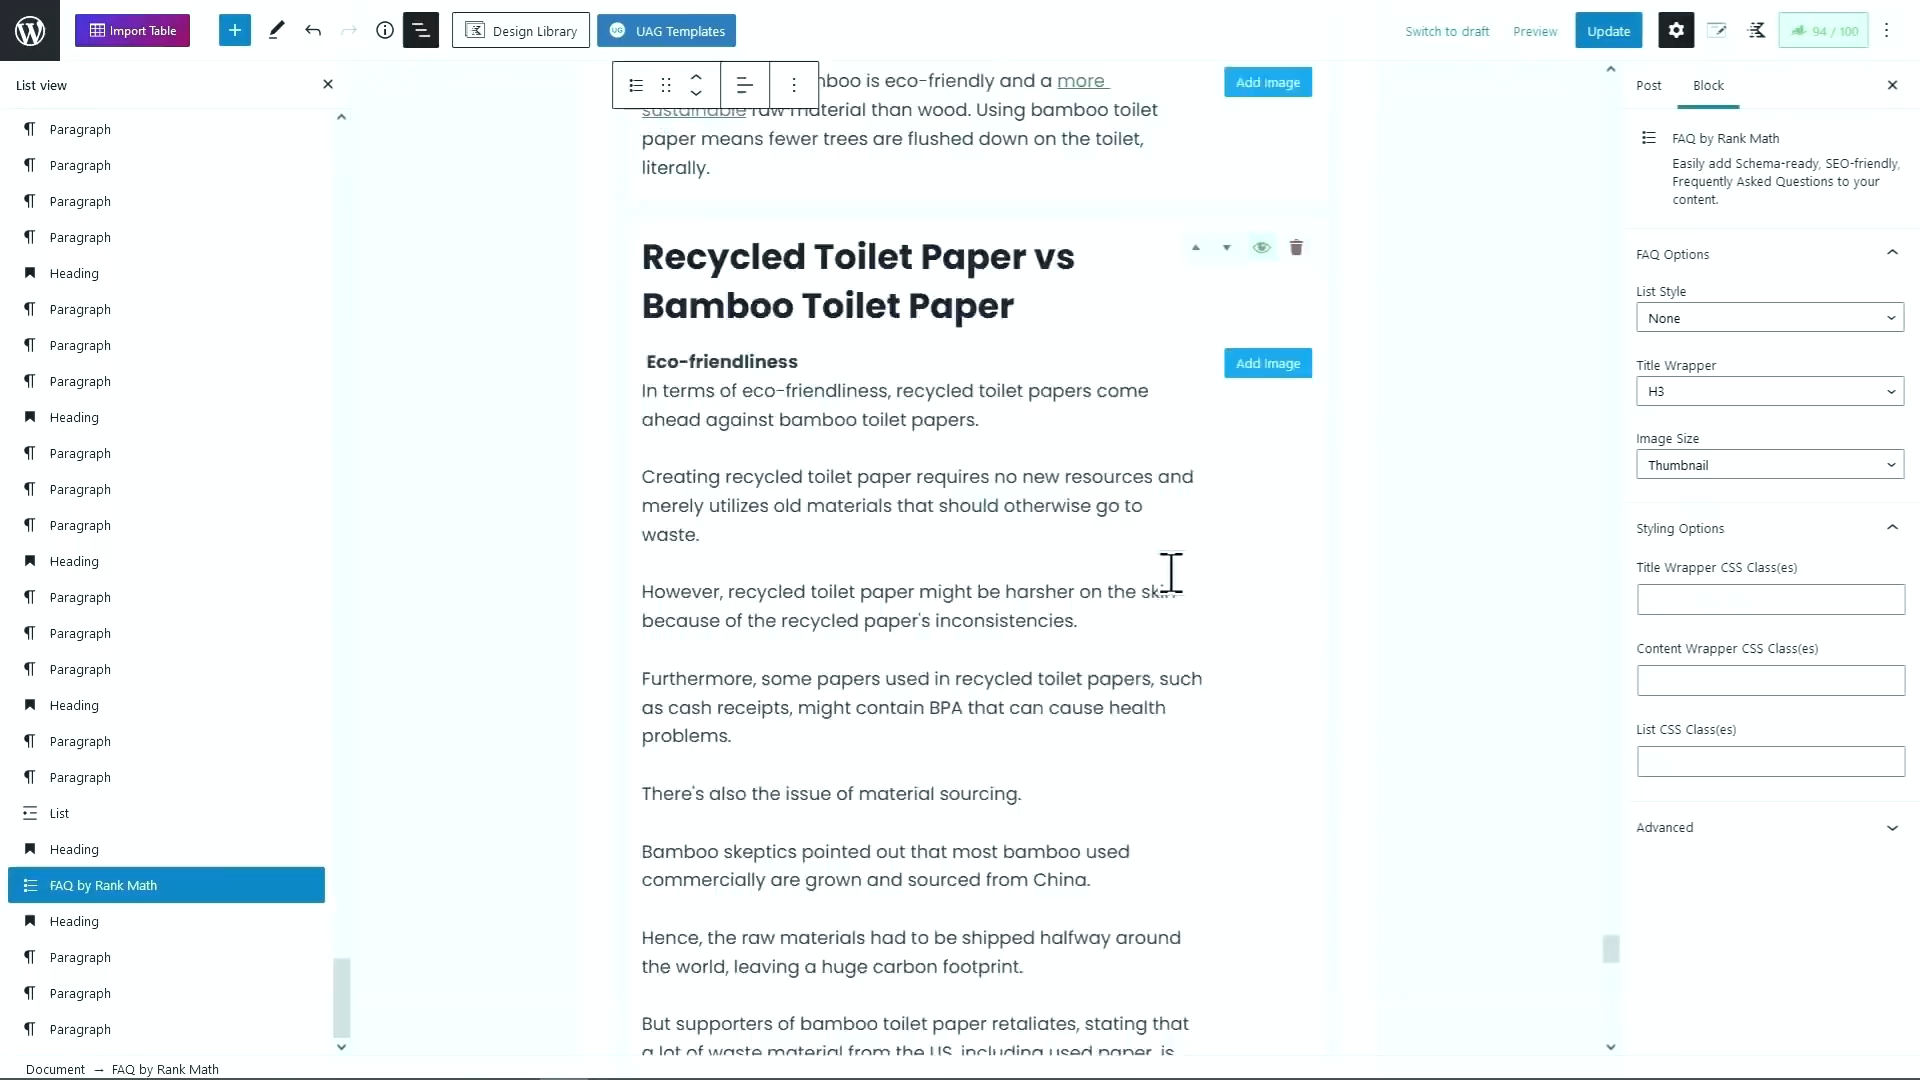 Import Table
Design Library
UG UAG Templates
Switch to draft
Preview
Update
94 / 100
List view
Paragraph
Paragraph
Paragraph
Paragraph
Heading
Paragraph
Paragraph
Paragraph
Heading
Paragraph
Paragraph
Paragraph
Heading
Paragraph
Paragraph
Paragraph
Heading
Paragraph
Paragraph
List
Heading
FAQ by Rank Math
Heading
Paragraph
Paragraph
Paragraph
Document → FAQ by Rank Math
is eco-friendly and a more
sustainable raw material than wood. Using bamboo toilet
paper means fewer trees are flushed down on the toilet,
literally.
Add Image
Recycled Toilet Paper vs
Bamboo Toilet Paper
Eco-friendliness
Add Image
In terms of eco-friendliness, recycled toilet papers come
ahead against bamboo toilet papers.
Creating recycled toilet paper requires no new resources and
merely utilizes old materials that should otherwise go to
waste.
However, recycled toilet paper might be harsher on the skin
because of the recycled paper's inconsistencies.
Furthermore, some papers used in recycled toilet papers, such
as cash receipts, might contain BPA that can cause health
problems.
There's also the issue of material sourcing.
Bamboo skeptics pointed out that most bamboo used
commercially are grown and sourced from China.
Hence, the raw materials had to be shipped halfway around
the world, leaving a huge carbon footprint.
But supporters of bamboo toilet paper retaliates, stating that
a lot of waste material from the US, including used paper, is
Post
Block
FAQ by Rank Math
Easily add Schema-ready, SEO-friendly,
Frequently Asked Questions to your
content.
FAQ Options
List Style
None
Title Wrapper
H3
Image Size
Thumbnail
Styling Options
Title Wrapper CSS Class(es)
Content Wrapper CSS Class(es)
List CSS Class(es)
Advanced